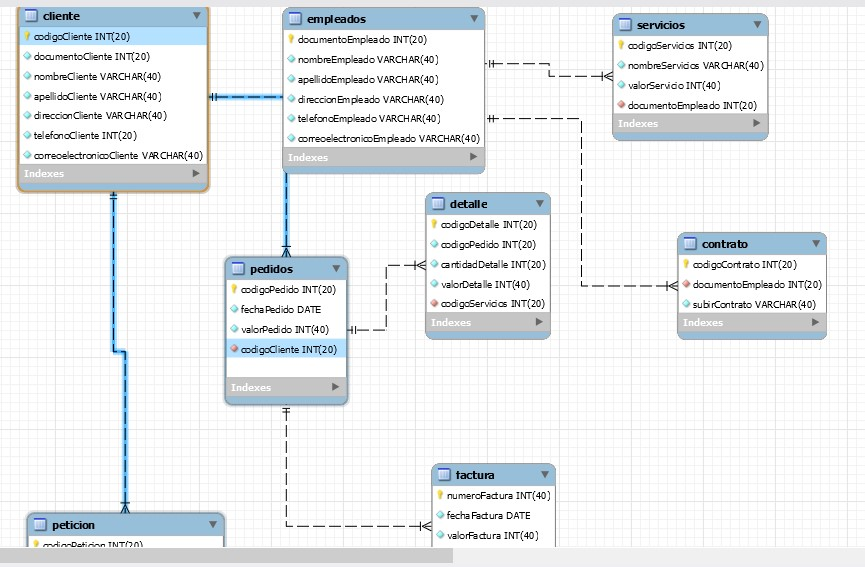 cliente
codigoCliente INT(20)
documentoCliente INT(20)
nombreCliente VARCHAR(40)
apellidoCliente VARCHAR(40)
direccionCliente VARCHAR(40)
telefonoCliente INT(20)
correoelectronicoCliente VARCHAR(40)
Indexes
empleados
documentoEmpleado INT(20)
nombreEmpleado VARCHAR(40)
apellidoEmpleado VARCHAR(40)
direccionEmpleado VARCHAR(40)
telefonoEmpleado VARCHAR(40)
correoelectronicoEmpleado VARCHAR(40)
Indexes
servicios
codigoServicios INT(20)
nombreServicios VARCHAR(40)
valorServicio INT(40)
documentoEmpleado INT(20)
Indexes
detalle
codigoDetalle INT(20)
codigoPedido INT(20)
cantidadDetalle INT(20)
valorDetalle INT(40)
codigoServicios INT(20)
Indexes
contrato
codigoContrato INT(20)
documentoEmpleado INT(20)
subirContrato VARCHAR(40)
Indexes
pedidos
codigoPedido INT(20)
fechaPedido DATE
valorPedido INT(40)
codigoCliente INT(20)
Indexes
factura
numeroFactura INT(40)
fechaFactura DATE
valorFactura INT(40)
peticion
codigoPeticion INT(20)